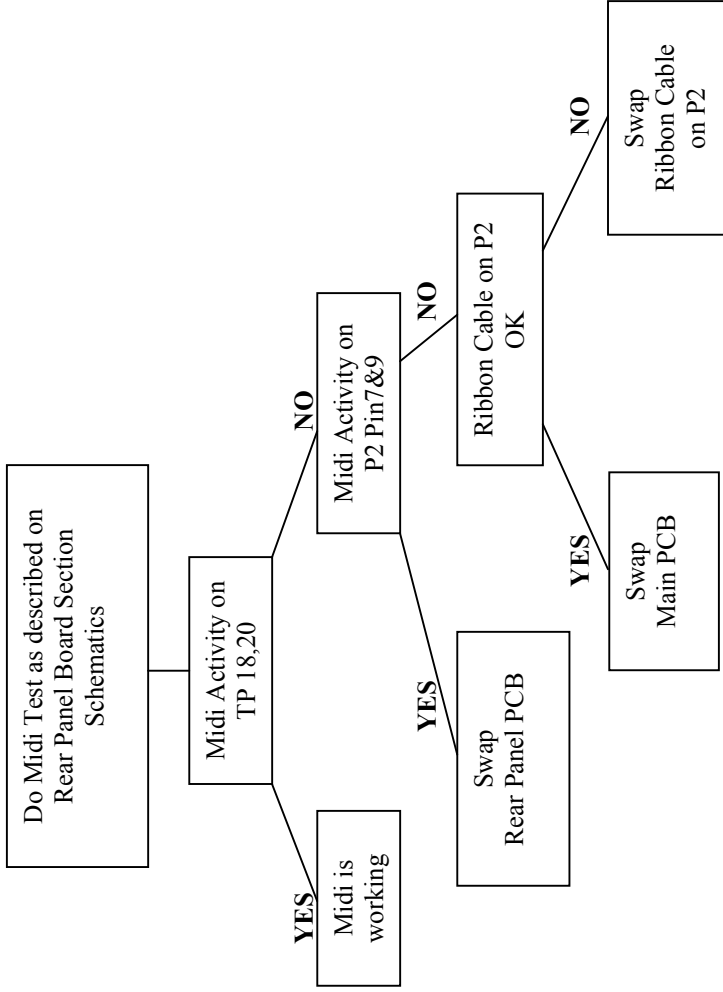 Do Midi Test as described on
Rear Panel Board Section
Schematics
Midi Activity on
TP 18,20
YES
NO
Midi is
working
Midi Activity on
P2 Pin7&9
YES
NO
Swap
Rear Panel PCB
Ribbon Cable on P2
OK
YES
NO
Swap
Main PCB
Swap
Ribbon Cable
on P2